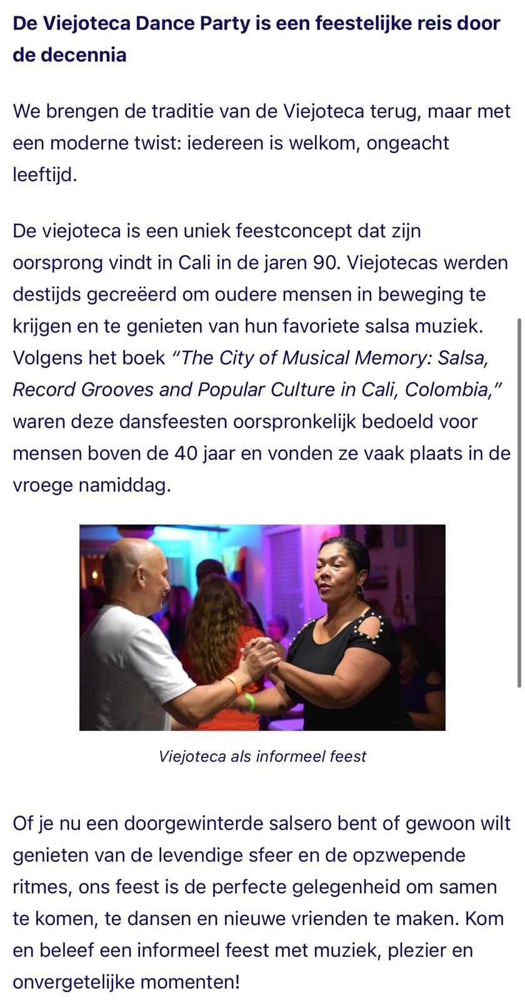 De Viejoteca Dance Party is een feestelijke reis door
de decennia
We brengen de traditie van de Viejoteca terug, maar met
een moderne twist: iedereen is welkom, ongeacht
leeftijd.
De viejoteca is een uniek feestconcept dat zijn
oorsprong vindt in Cali in de jaren 90. Viejotecas werden
destijds gecreëerd om oudere mensen in beweging te
krijgen en te genieten van hun favoriete salsa muziek.
Volgens het boek “The City of Musical Memory: Salsa,
Record Grooves and Popular Culture in Cali, Colombia,”
waren deze dansfeesten oorspronkelijk bedoeld voor
mensen boven de 40 jaar en vonden ze vaak plaats in de
vroege namiddag.
Viejoteca als informeel feest
Of je nu een doorgewinterde salsero bent of gewoon wilt
genieten van de levendige sfeer en de opzwepende
ritmes, ons feest is de perfecte gelegenheid om samen
te komen, te dansen en nieuwe vrienden te maken. Kom
en beleef een informeel feest met muziek, plezier en
onvergetelijke momenten!